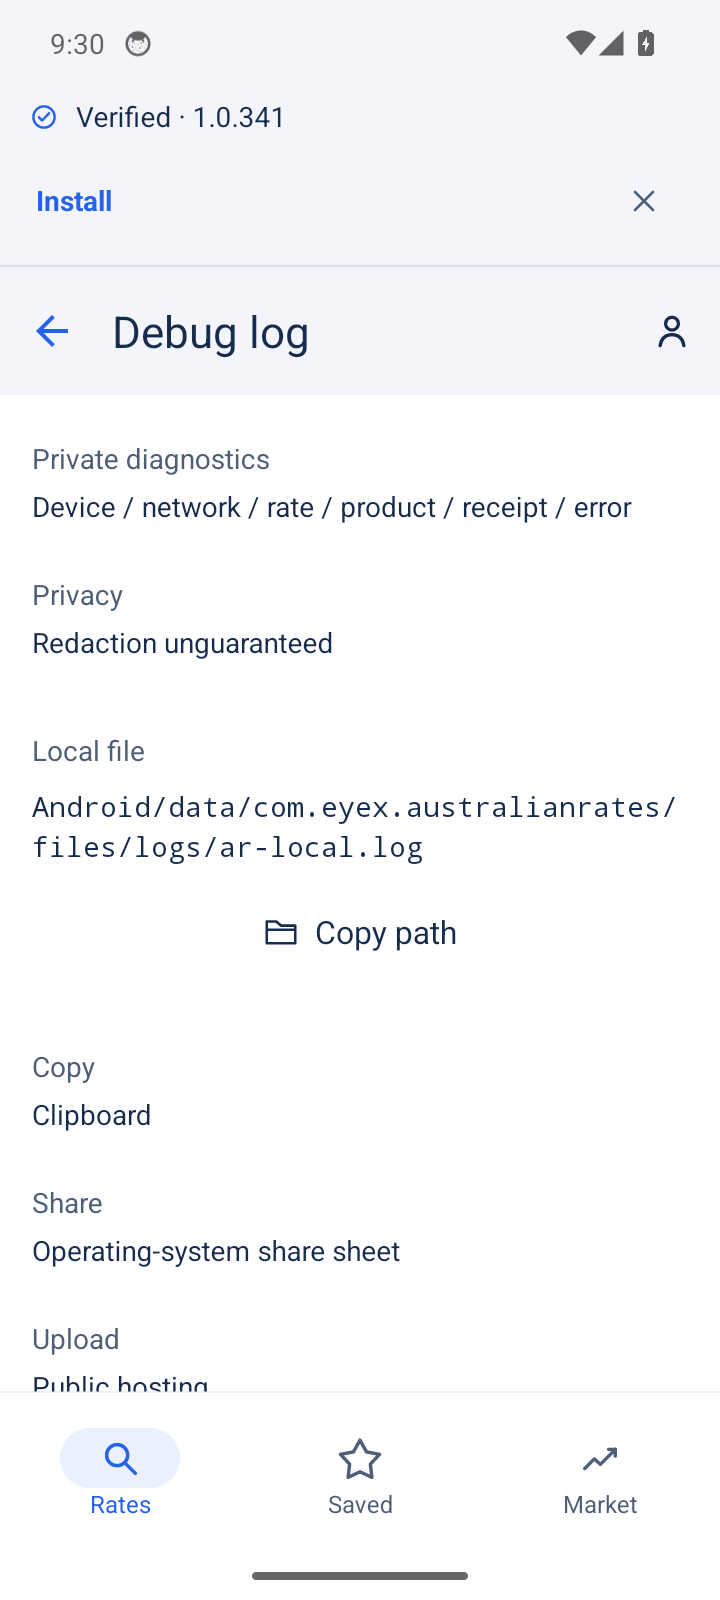 9:30
Verified · 1.0.341
Install
Debug log
Private diagnostics
Device / network / rate / product / receipt / error
Privacy
Redaction unguaranteed
Local file
Android/data/com.eyex.australianrates/
files/logs/ar-local.log
Copy path
Copy
Clipboard
Share
Operating-system share sheet
Upload
Public hosting
Rates
Saved
Market